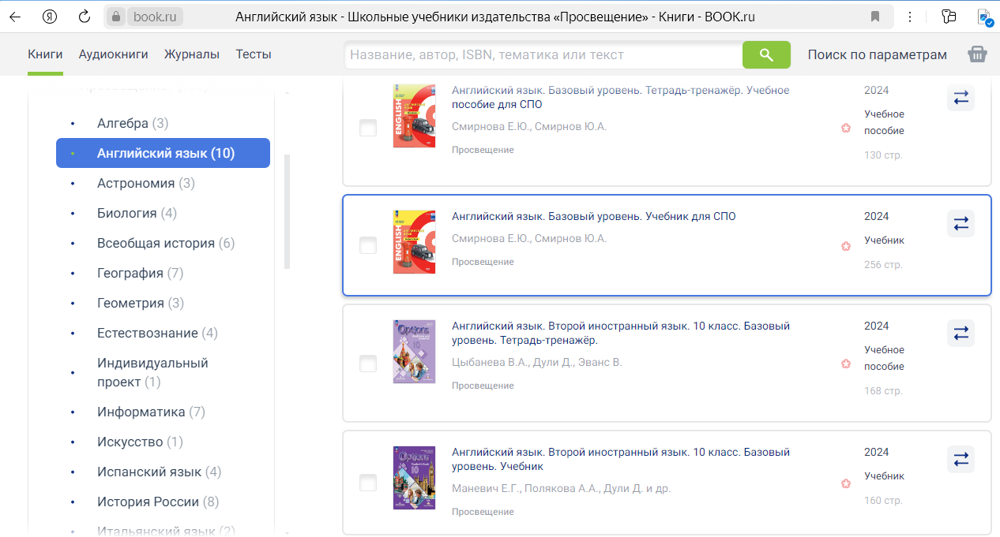 book.ru
Английский язык - Школьные учебники издательства «Просвещение» - Книги - BOOK.ru
Книги
Аудиокниги
Журналы
Тесты
Название, автор, ISBN, тематика или текст
Поиск по параметрам
Алгебра (3)
Английский язык (10)
Астрономия (3)
Биология (4)
Всеобщая история (6)
География (7)
Геометрия (3)
Естествознание (4)
Индивидуальный
проект (1)
Информатика (7)
Искусство (1)
Испанский язык (4)
История России (8)
Итальянский язык (2)
ENGLISH
Английский язык. Базовый уровень. Тетрадь-тренажёр. Учебное
пособие для СПО
Смирнова Е.Ю., Смирнов Ю.А.
Просвещение
2024
Учебное
пособие
130 стр.
ENGLISH
Английский язык. Базовый уровень. Учебник для СПО
Смирнова Е.Ю., Смирнов Ю.А.
Просвещение
2024
Учебник
256 стр.
Options
10
Английский язык. Второй иностранный язык. 10 класс. Базовый
уровень. Тетрадь-тренажёр.
Цыбанева В.А., Дули Д., Эванс В.
Просвещение
2024
Учебное
пособие
168 стр.
Options
10
Английский язык. Второй иностранный язык. 10 класс. Базовый
уровень. Учебник
Маневич Е.Г., Полякова А.А., Дули Д. и др.
Просвещение
2024
Учебник
160 стр.